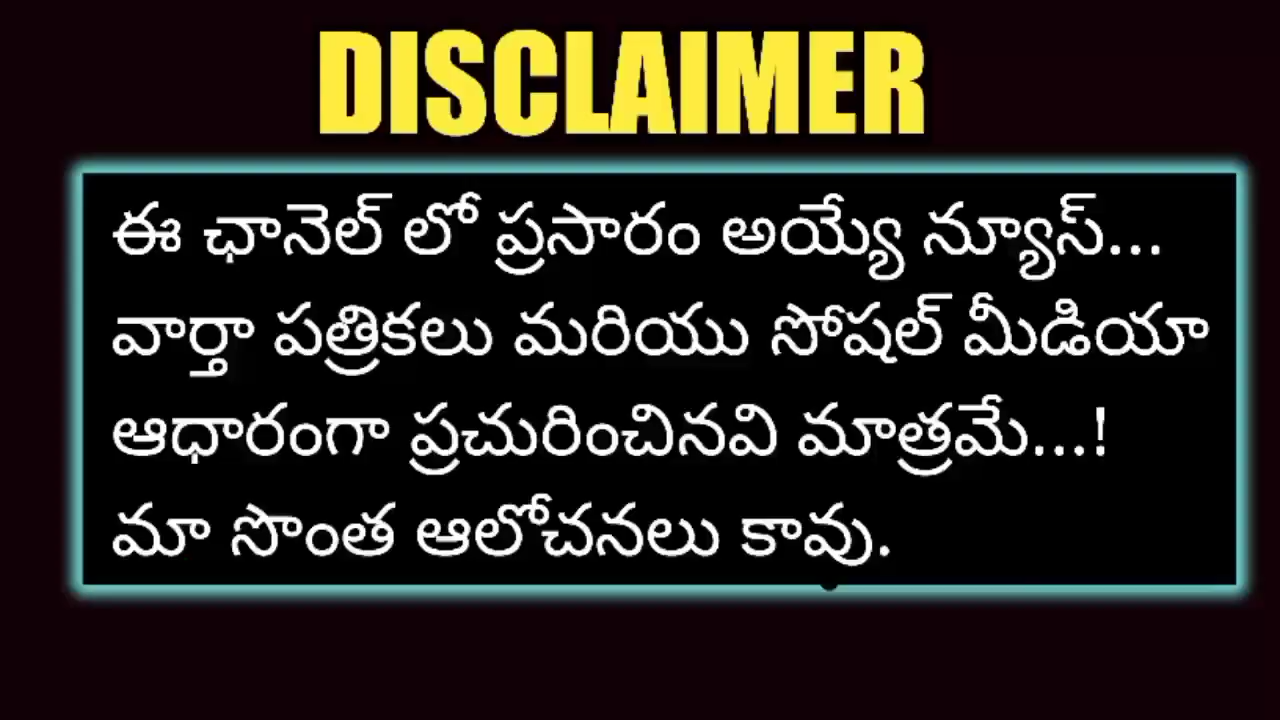 DISCLAIMER
ఈ ఛానెల్ లో ప్రసారం అయ్యే న్యూస్...
వార్తా పత్రికలు మరియు సోషల్ మీడియా
ఆధారంగా ప్రచురించినవి మాత్రమే...!
మా సొంత ఆలోచనలు కావు.